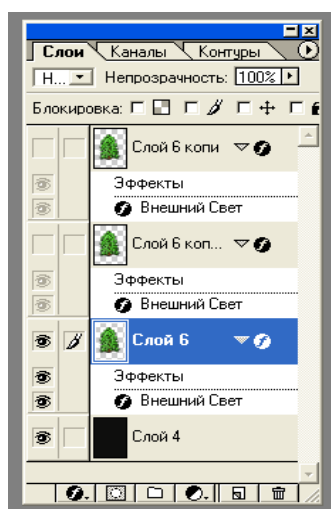 Слои Каналы Контуры
Н... Непрозрачность: 100%
Блокировка:
Слой 6 копи
Эффекты
Внешний Свет
Слой 6 коп...
Эффекты
Внешний Свет
Слой 6
Эффекты
Внешний Свет
Слой 4